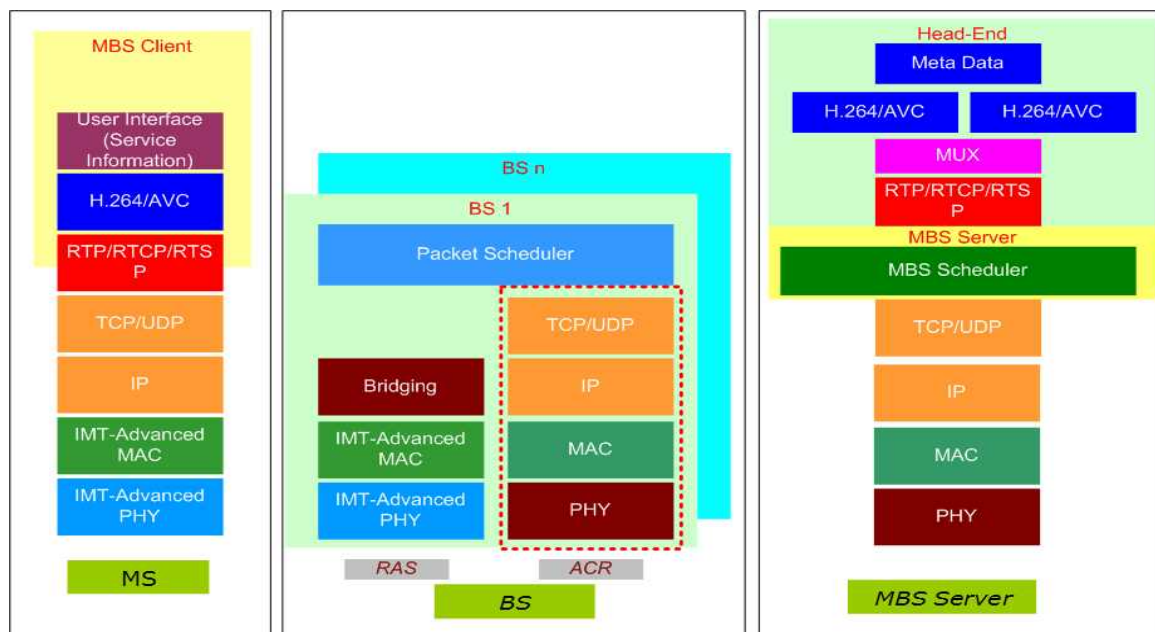 MBS Client
User Interface
(Service
Information)
H.264/AVC
RTP/RTCP/RTS
P
TCP/UDP
IP
IMT-Advanced
MAC
IMT-Advanced
PHY
MS
BS n
BS 1
Packet Scheduler
Bridging
IMT-Advanced
MAC
IMT-Advanced
PHY
TCP/UDP
IP
MAC
PHY
RAS
ACR
BS
Head-End
Meta Data
H.264/AVC
H.264/AVC
MUX
RTP/RTCP/RTS
P
MBS Server
MBS Scheduler
TCP/UDP
IP
MAC
PHY
MBS Server